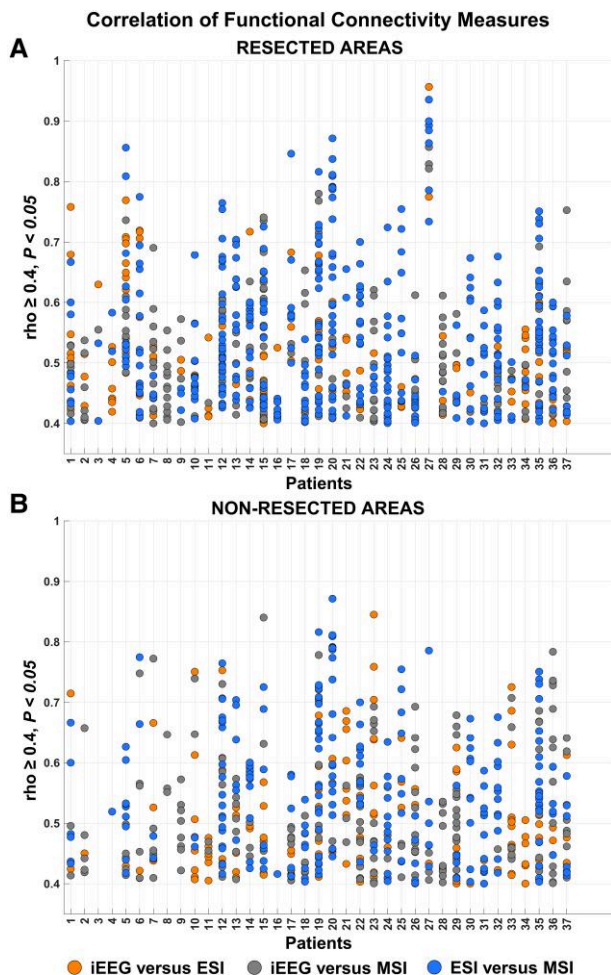 Correlation of Functional Connectivity Measures
A
RESECTED AREAS
rho ≥ 0.4, P < 0.05
1
0.9
0.8
0.7
0.6
0.5
0.4
1 2 3 4 5 6 7 8 9 10 11 12 13 14 15 16 17 18 19 20 21 22 23 24 25 26 27 28 29 30 31 32 33 34 35 36 37
Patients
B
NON-RESECTED AREAS
rho ≥ 0.4, P < 0.05
1
0.9
0.8
0.7
0.6
0.5
0.4
1 2 3 4 5 6 7 8 9 10 11 12 13 14 15 16 17 18 19 20 21 22 23 24 25 26 27 28 29 30 31 32 33 34 35 36 37
Patients
iEEG versus ESI iEEG versus MSI ESI versus MSI